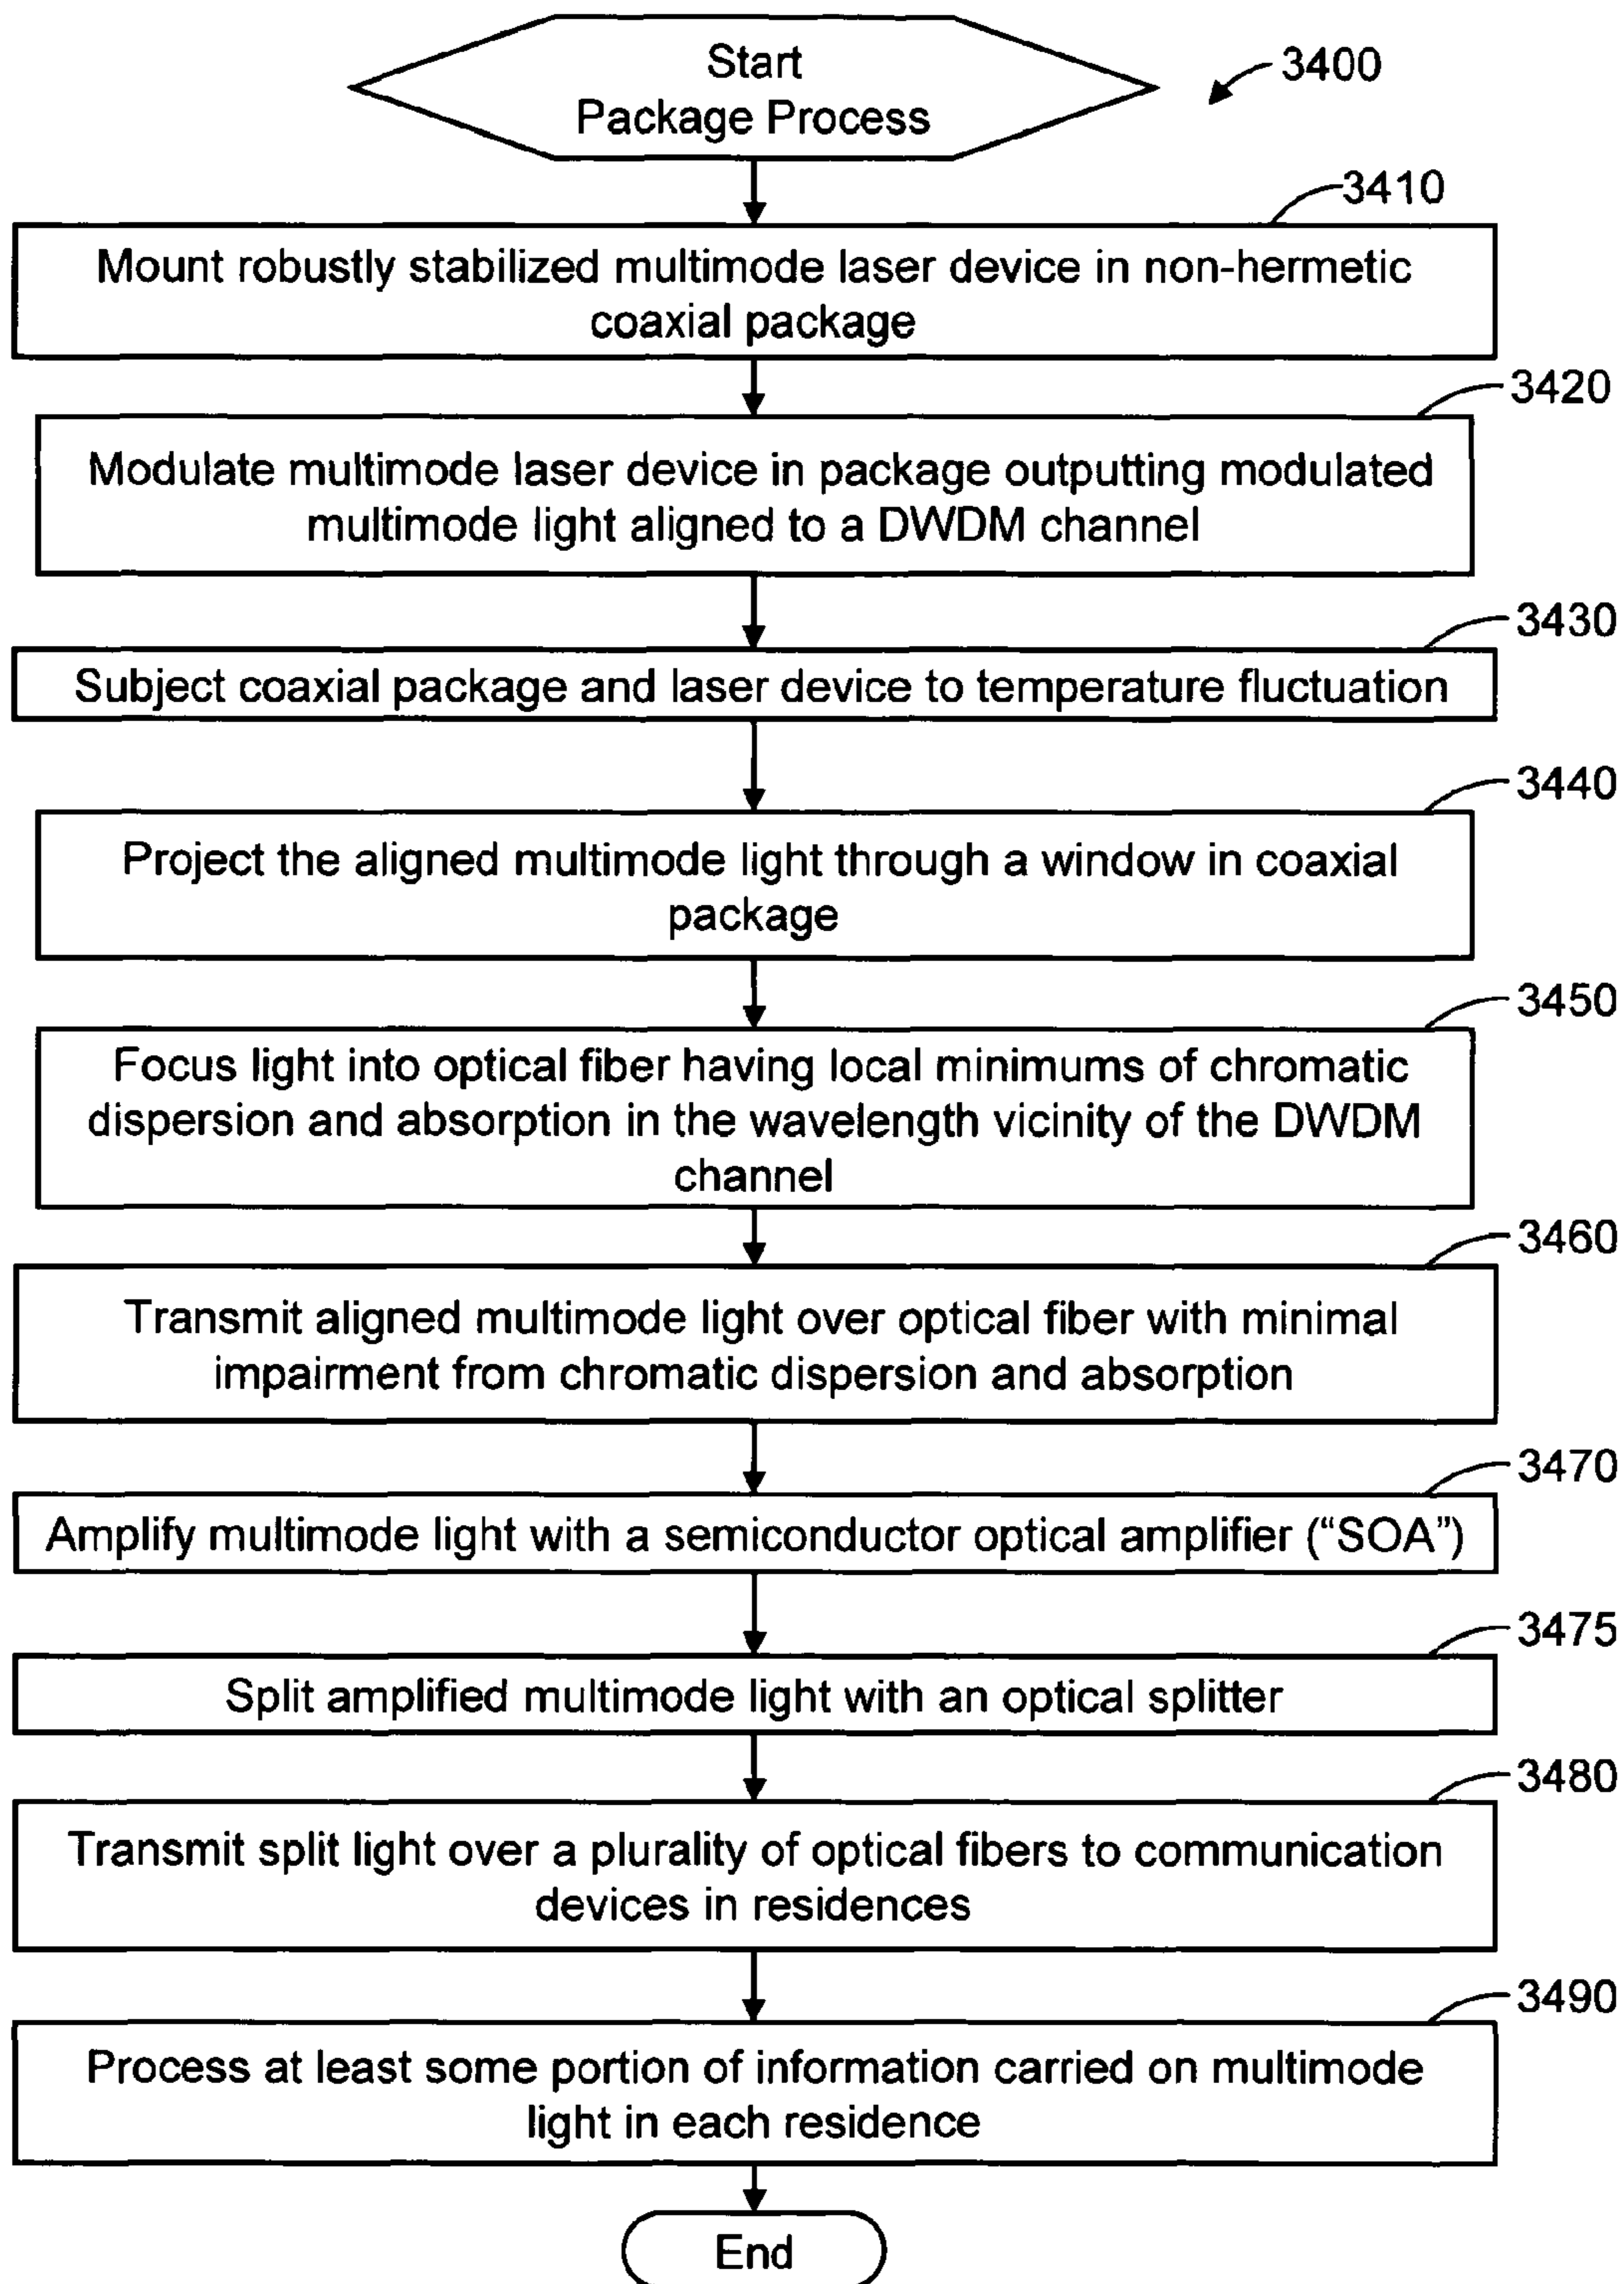 Start
Package Process
3400
3410
Mount robustly stabilized multimode laser device in non-hermetic
coaxial package
3420
Modulate multimode laser device in package outputting modulated
multimode light aligned to a DWDM channel
3430
Subject coaxial package and laser device to temperature fluctuation
3440
Project the aligned multimode light through a window in coaxial
package
3450
Focus light into optical fiber having local minimums of chromatic
dispersion and absorption in the wavelength vicinity of the DWDM
channel
3460
Transmit aligned multimode light over optical fiber with minimal
impairment from chromatic dispersion and absorption
3470
Amplify multimode light with a semiconductor optical amplifier (“SOA”)
3475
Split amplified multimode light with an optical splitter
3480
Transmit split light over a plurality of optical fibers to communication
devices in residences
3490
Process at least some portion of information carried on multimode
light in each residence
End